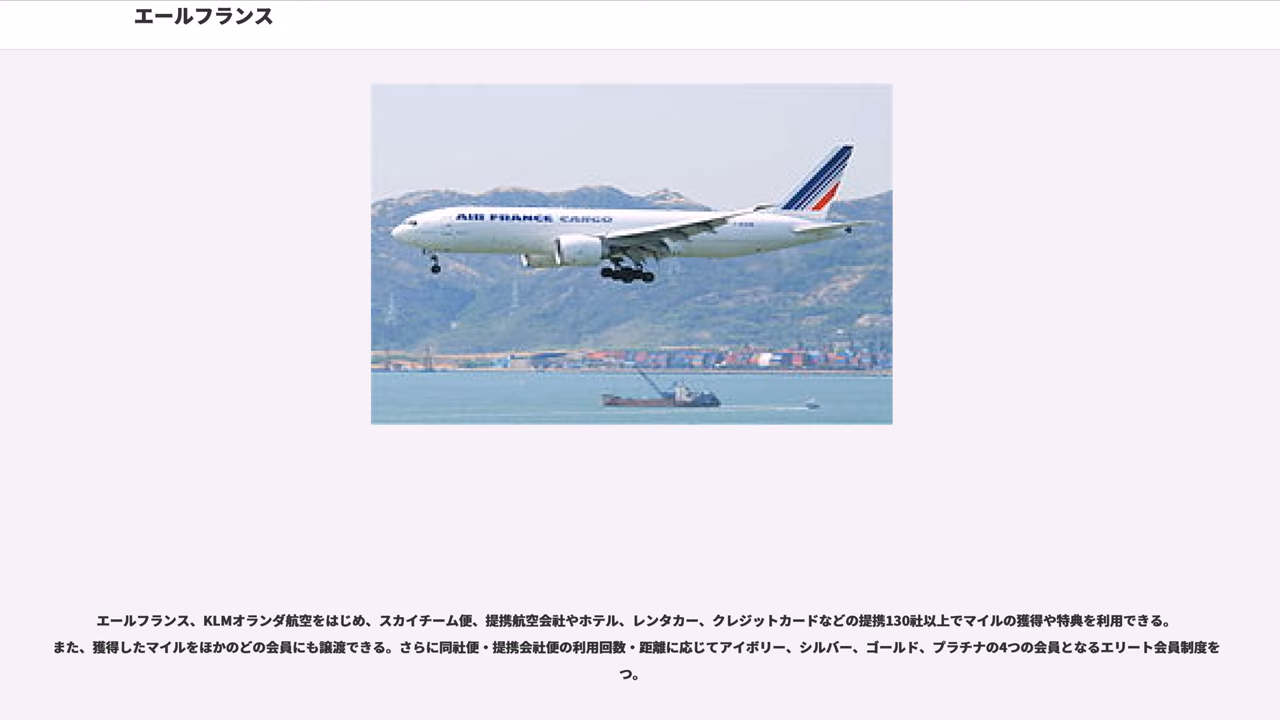 エールフランス
AIR FRANCE CARGO
エールフランス、KLMオランダ航空をはじめ、スカイチーム便、提携航空会社やホテル、レンタカー、クレジットカードなどの提携130社以上でマイルの獲得や特典を利用できる。
また、獲得したマイルをほかのどの会員にも譲渡できる。さらに同社便・提携会社便の利用回数・距離に応じてアイボリー、シルバー、ゴールド、プラチナの4つの会員となるエリート会員制度を
つ。